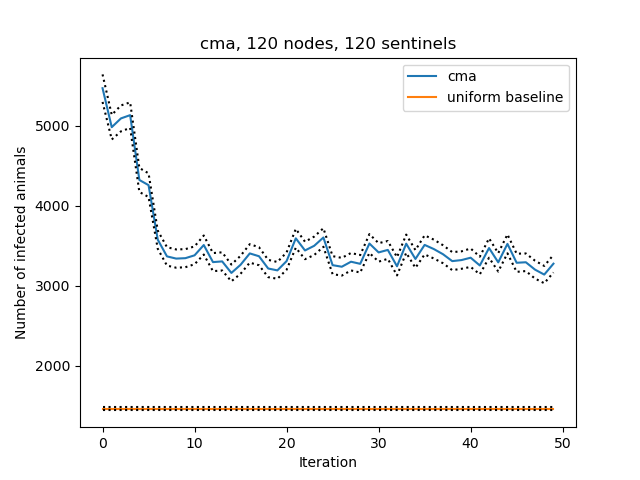 cma, 120 nodes, 120 sentinels
cma
uniform baseline
Number of infected animals
5000
4000
3000
2000
0
10
20
30
40
50
Iteration